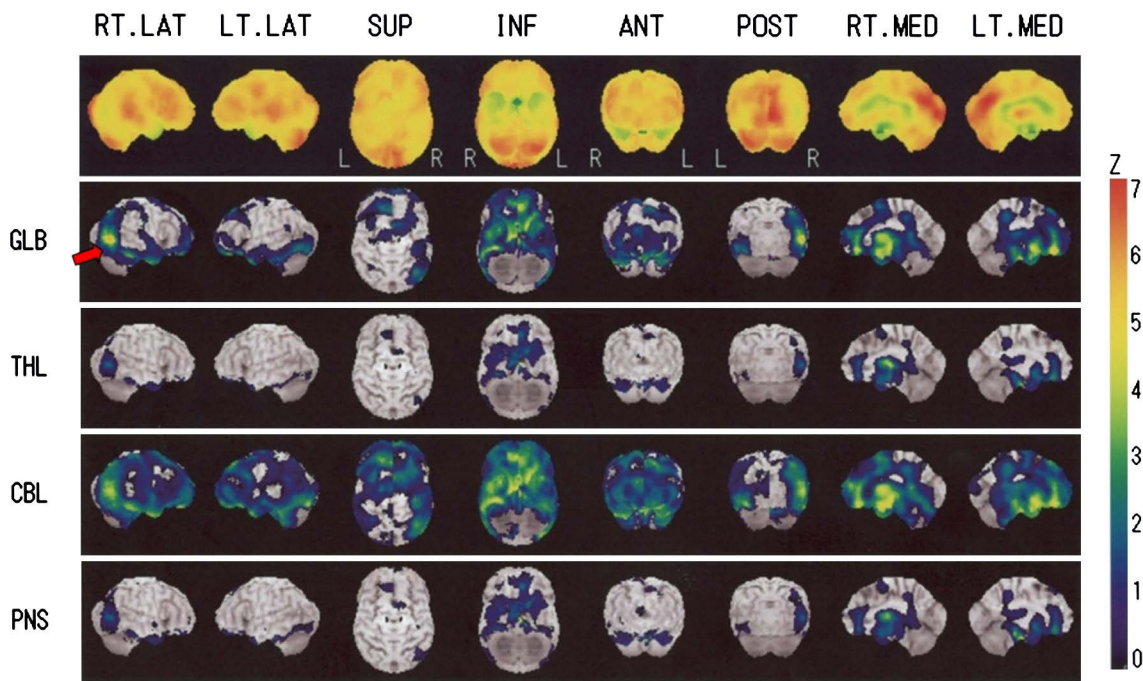 RT.LAT LT.LAT SUP INF ANT POST RT.MED LT.MED
L R R L R L L R
Z
GLB
THL
CBL
PNS
7
6
5
4
3
2
1
0